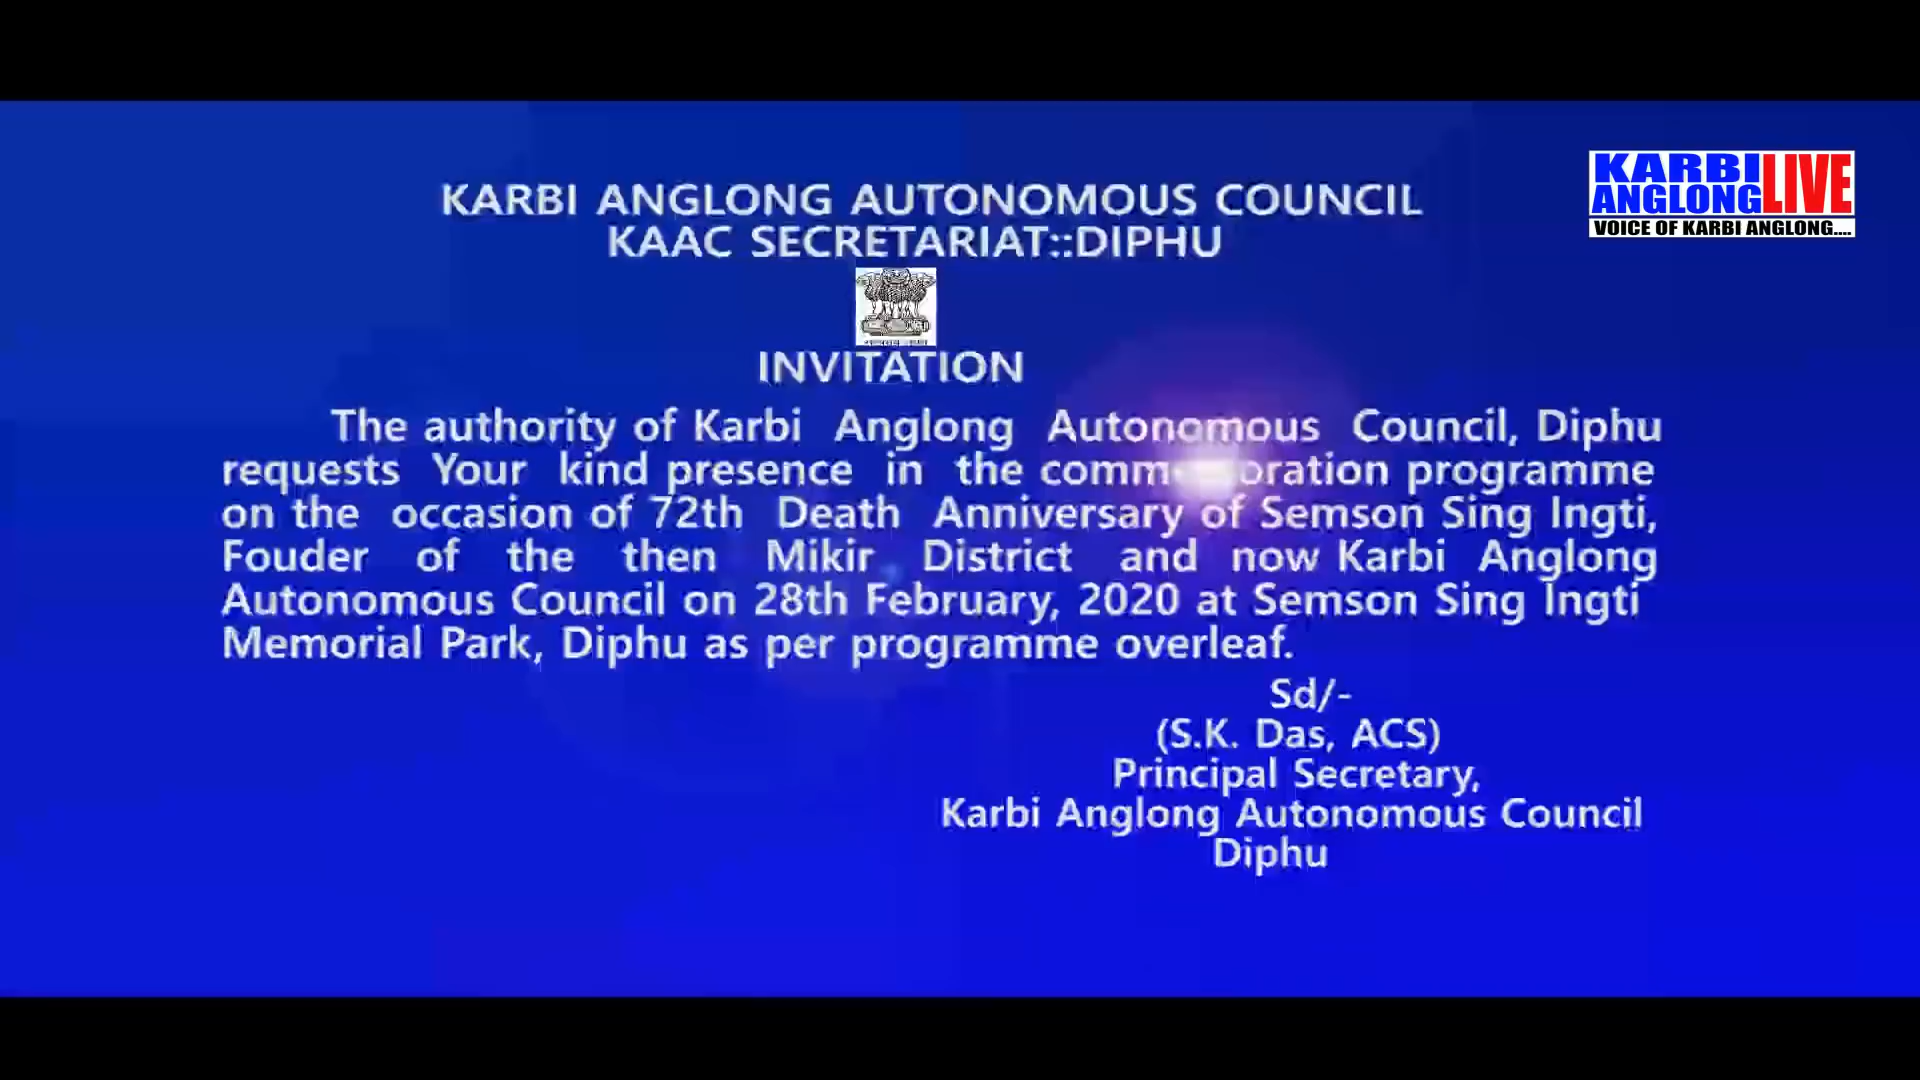 KARBI ANGLONG AUTONOMOUS COUNCIL
KAAC SECRETARIAT::DIPHU
KARBI
ANGLONG
LIVE
VOICE OF KARBI ANGLONG....
INVITATION
The authority of Karbi Anglong Autonomous Council, Diphu
requests Your kind presence in the programme
on the occasion of 72th Death Anniversary of Semson Sing Ingti,
Fouder of the then Mikir District and now Karbi Anglong
Autonomous Council on 28th February, 2020 at Semson Sing Ingti
Memorial Park, Diphu as per programme overleaf.
Sd/-
(S.K. Das, ACS)
Principal Secretary,
Karbi Anglong Autonomous Council
Diphu